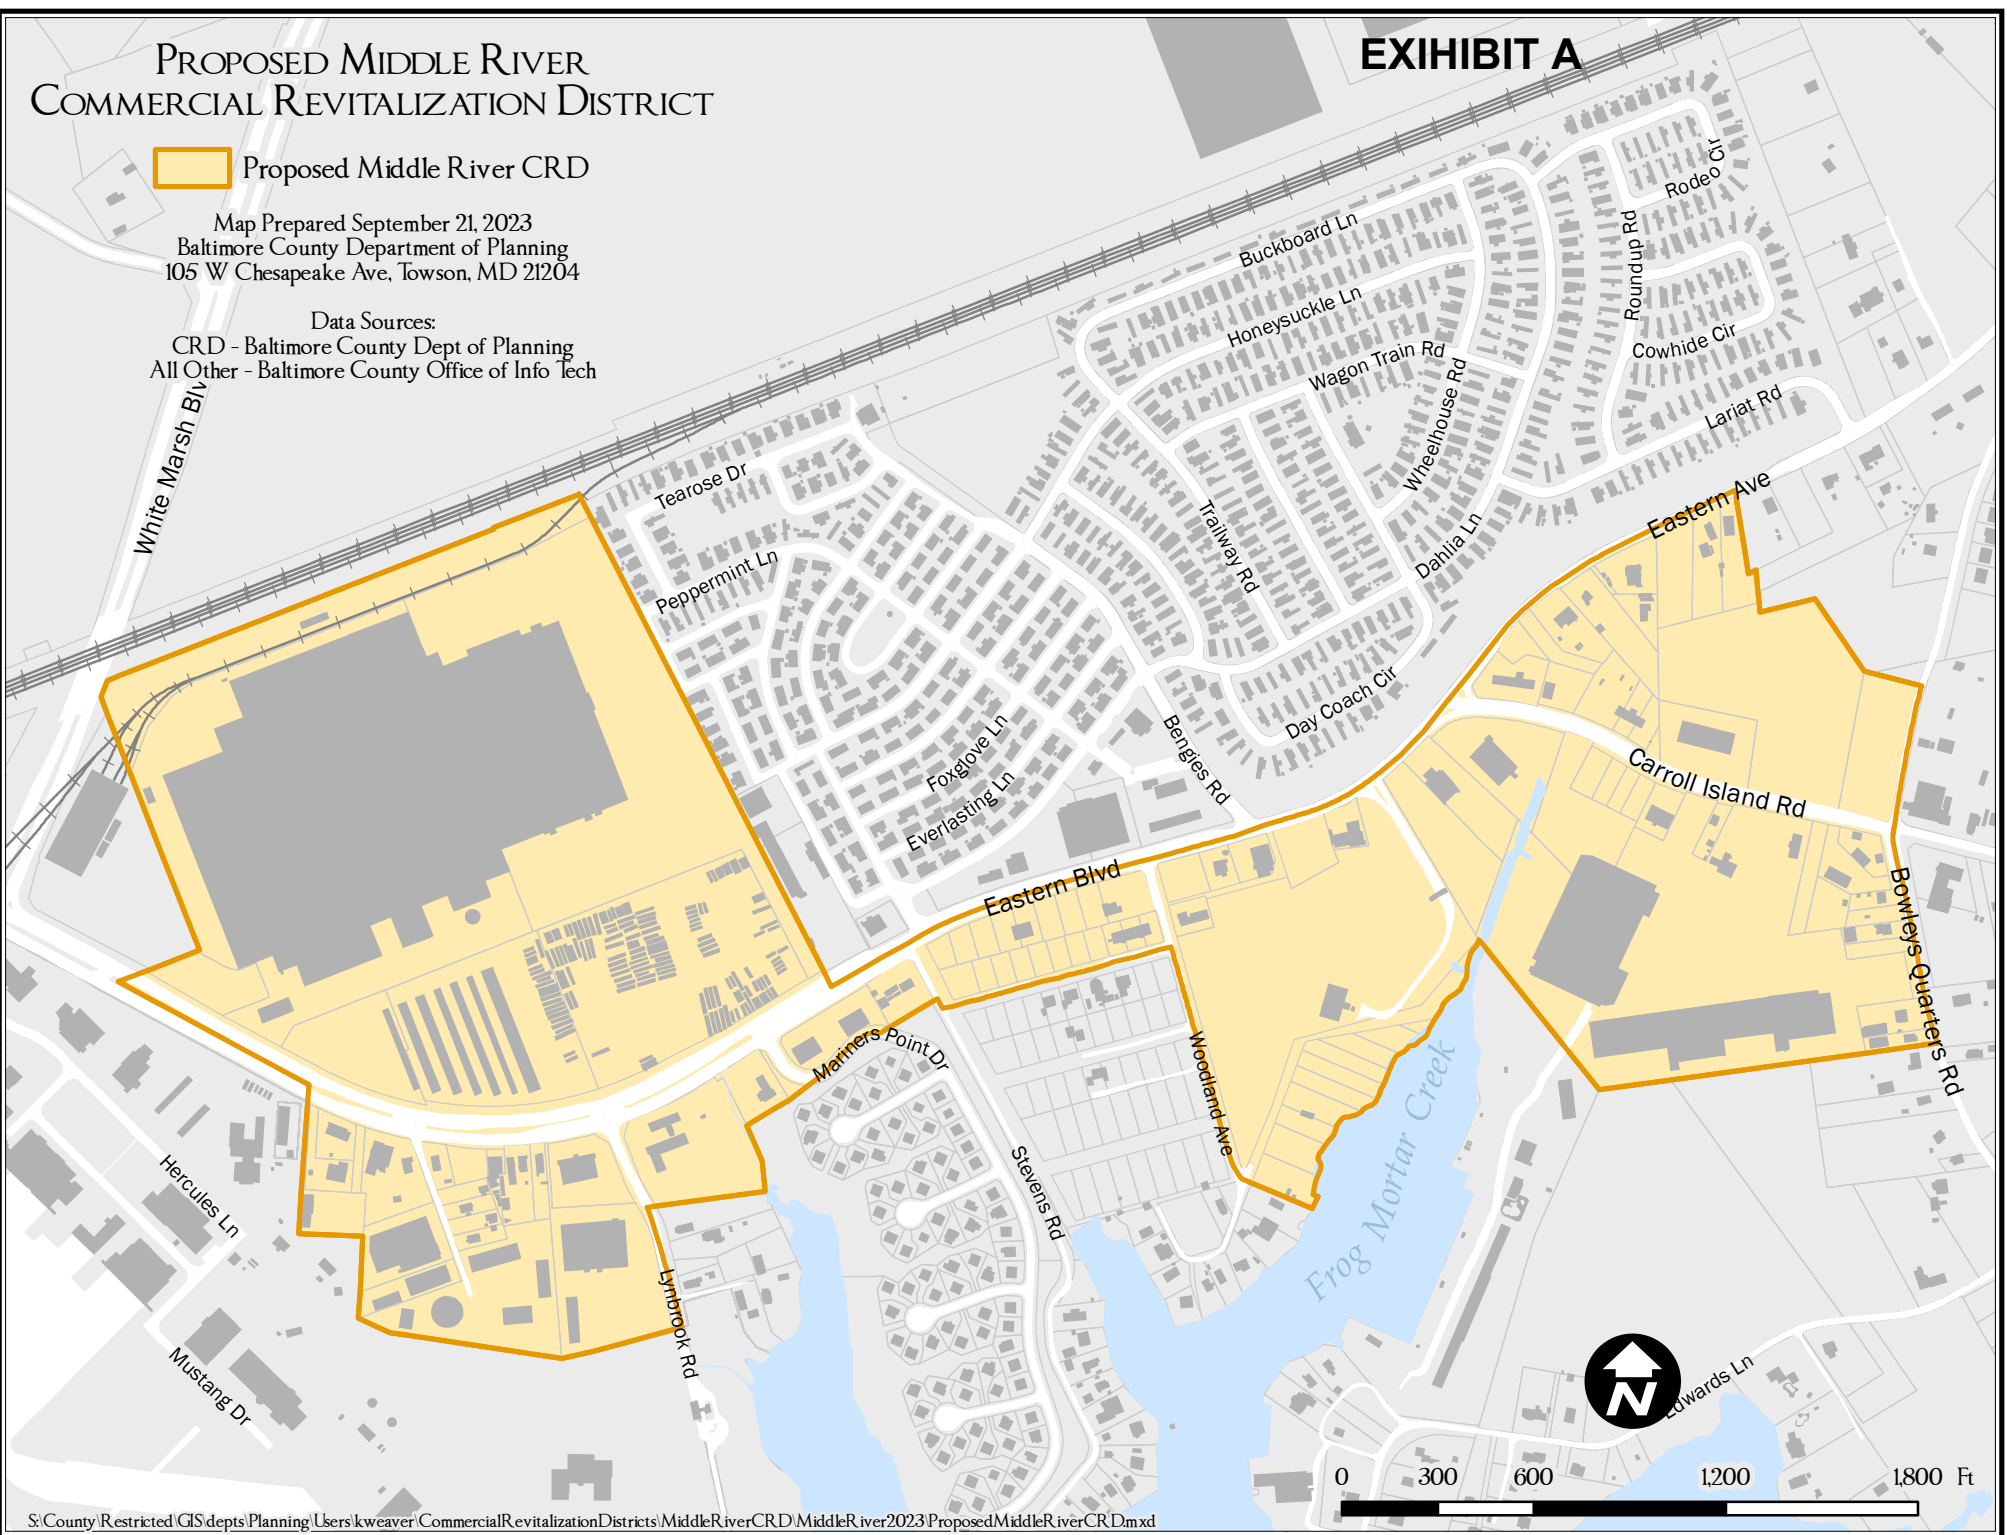 EXIHIBIT A
PROPOSED MIDDLE RIVER
COMMERCIAL REVITALIZATION DISTRICT
Proposed Middle River CRD
Map Prepared September 21, 2023
Baltimore County Department of Planning
105 W Chesapeake Ave, Towson, MD 21204
Data Sources:
CRD - Baltimore County Dept of Planning
All Other - Baltimore County Office of Info Tech
White Marsh Blv
Rodeo Cir
Buckboard Ln
Roundup Rd
Honeysuckle Ln
Cowhide Cir
Wagon Train Rd
Wheelhouse Rd
Lariat Rd
Tearose Dr
Eastern Ave
Trailway Rd
Peppermint Ln
Dahlia Ln
Day Coach Cir
Bengies Rd
Foxglove Ln
Everlasting Ln
Carroll Island Rd
Eastern Blvd
Bowleys Quarters Rd
Mariners Point Dr
Woodland Ave
Frog Mortar Creek
Stevens Rd
Hercules Ln
Lynbrook Rd
Mustang Dr
Edwards Ln
N
0 300 600 1,200 1,800 Ft
S:\County\Restricted\GIS\depts\Planning\Users\kweaver\CommercialRevitalizationDistricts\MiddleRiverCRD\MiddleRiver2023\ProposedMiddleRiverCRD.mxd